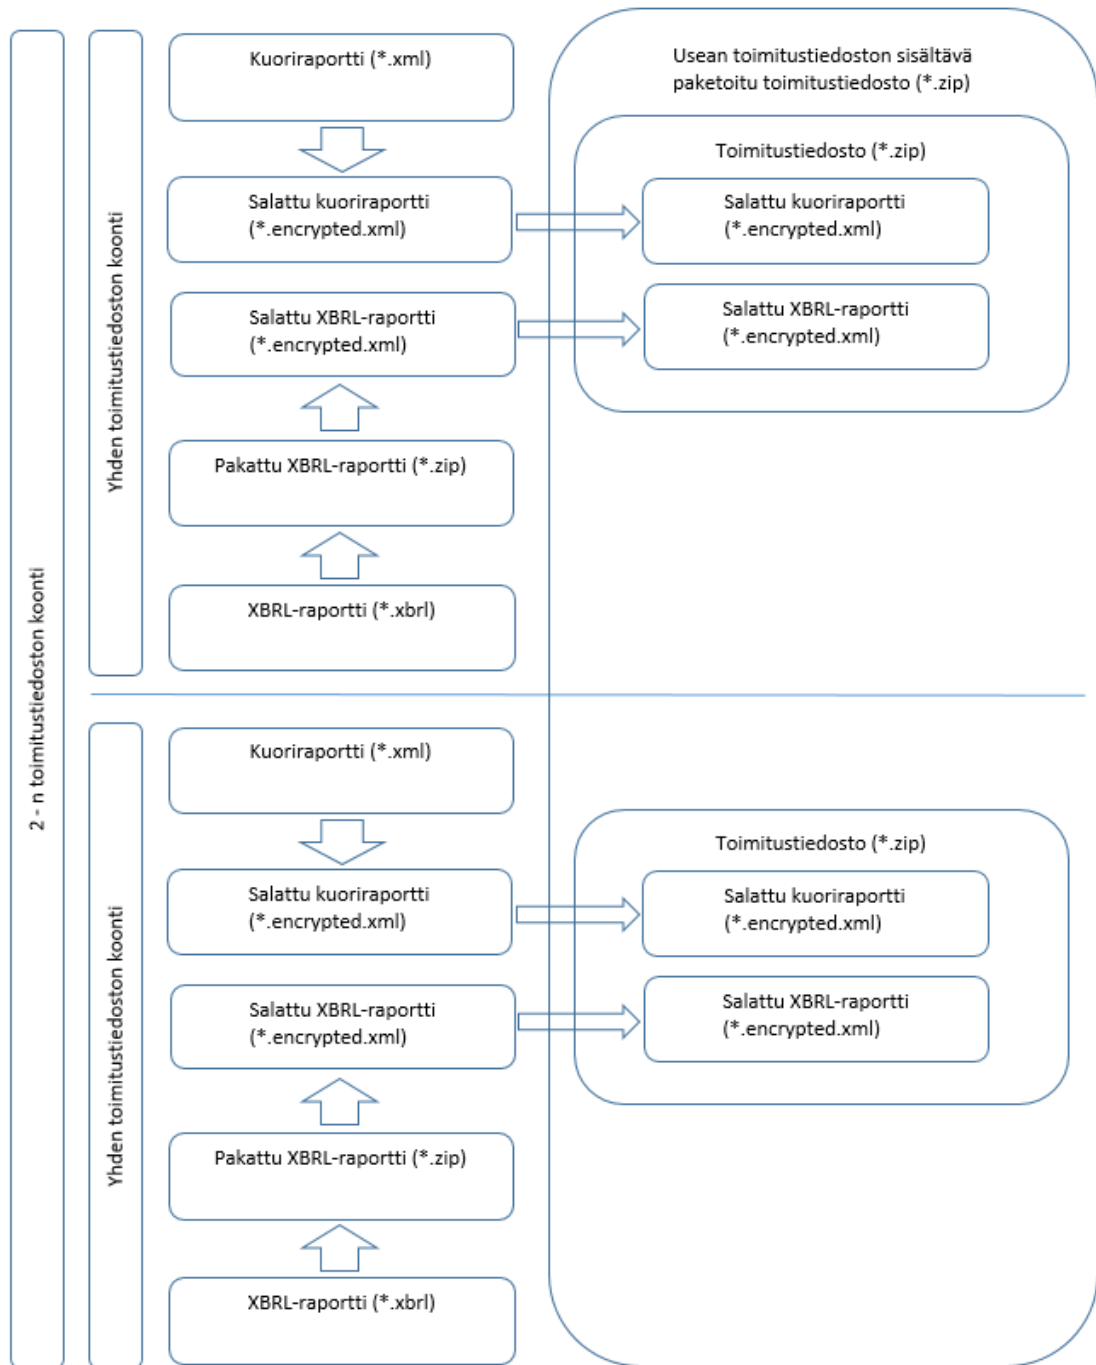 2 - n toimitustiedoston koonti
Yhden toimitustiedoston koonti
Kuoriraportti (*.xml)
Salattu kuoriraportti
(*.encrypted.xml)
Salattu XBRL-raportti
(*.encrypted.xml)
Pakattu XBRL-raportti (*.zip)
XBRL-raportti (*.xbrl)
Usean toimitustiedoston sisältävä
paketoitu toimitustiedosto (*.zip)
Toimitustiedosto (*.zip)
Salattu kuoriraportti
(*.encrypted.xml)
Salattu XBRL-raportti
(*.encrypted.xml)
Yhden toimitustiedoston koonti
Kuoriraportti (*.xml)
Salattu kuoriraportti
(*.encrypted.xml)
Salattu XBRL-raportti
(*.encrypted.xml)
Pakattu XBRL-raportti (*.zip)
XBRL-raportti (*.xbrl)
Toimitustiedosto (*.zip)
Salattu kuoriraportti
(*.encrypted.xml)
Salattu XBRL-raportti
(*.encrypted.xml)